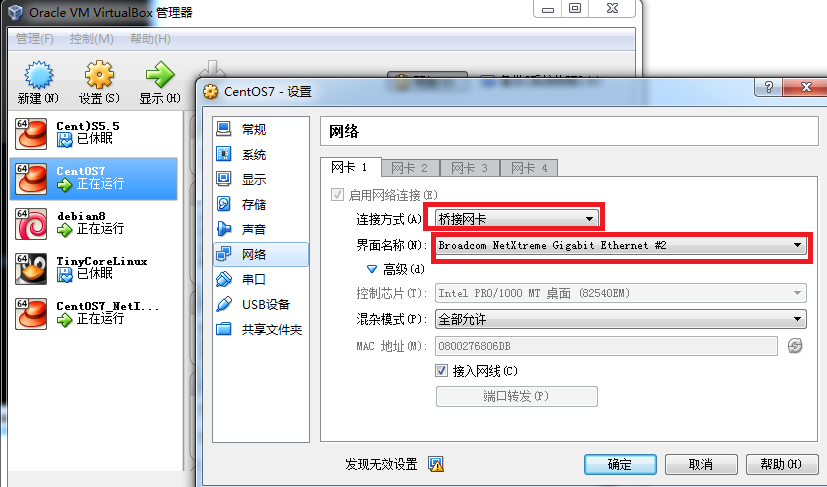 Oracle VM VirtualBox 管理器
管理(F) 控制(M) 帮助(H)
新建(N) 设置(S) 显示(H)
64 Cent)S5.5
已休眠
64 CentOS7
正在运行
64 debian8
正在运行
64 TinyCoreLinux
已休眠
64 CentOS7_NetI...
正在运行
CentOS7 - 设置
常规
系统
显示
存储
声音
网络
串口
USB设备
共享文件夹
网络
网卡 1 网卡 2 网卡 3 网卡 4
启用网络连接(E)
连接方式(A) 桥接网卡
界面名称(N): Broadcom NetXtreme Gigabit Ethernet #2
高级(d)
控制芯片(T): Intel PRO/1000 MT 桌面 (82540EM)
混杂模式(P): 全部允许
MAC 地址(M): 0800276806DB
接入网线(C)
端口转发(P)
发现无效设置
确定 取消 帮助(H)